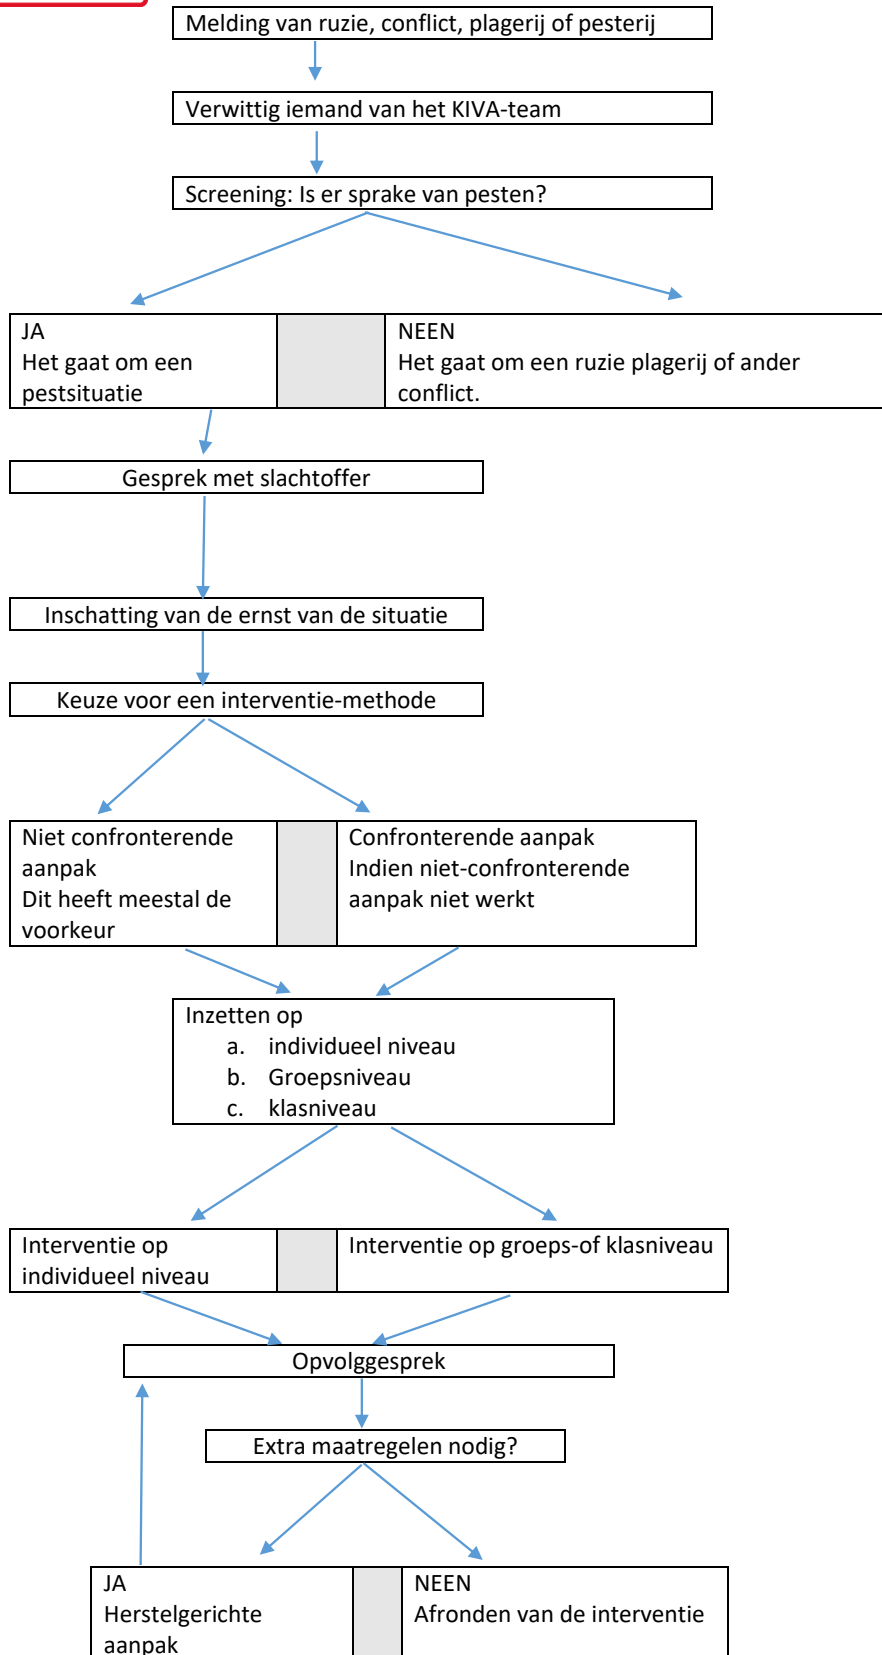 Melding van ruzie, conflict, plagerij of pesterij
Verwittig iemand van het KIVA-team
Screening: Is er sprake van pesten?
JA
Het gaat om een
pestsituatie
NEEN
Het gaat om een ruzie plagerij of ander
conflict.
Gesprek met slachtoffer
Inschatting van de ernst van de situatie
Keuze voor een interventie-methode
Niet confronterende
aanpak
Dit heeft meestal de
voorkeur
Confronterende aanpak
Indien niet-confronterende
aanpak niet werkt
Inzetten op
a. individueel niveau
b. Groepsniveau
c. klasniveau
Interventie op
individueel niveau
Interventie op groeps-of klasniveau
Opvolggesprek
Extra maatregelen nodig?
JA
Herstelgerichte
aanpak
NEEN
Afronden van de interventie